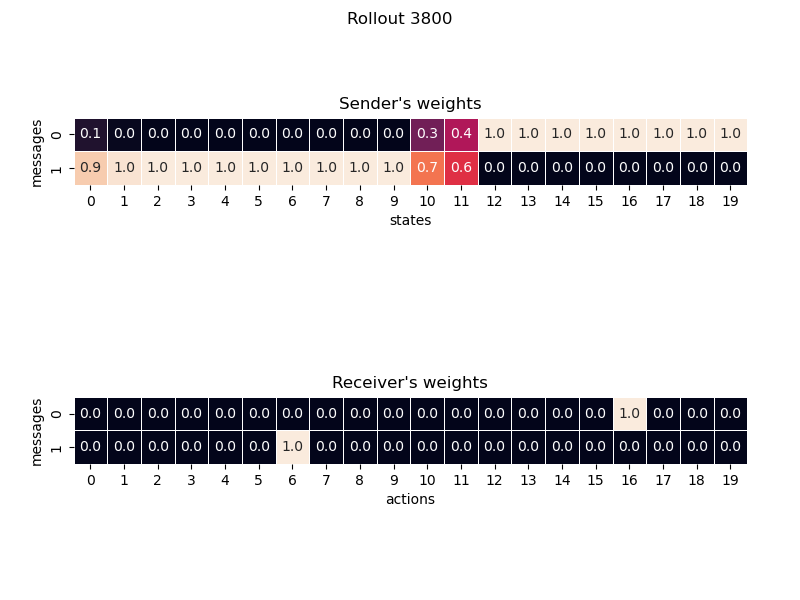 Rollout 3800
Sender's weights
messages
0 0.1 0.0 0.0 0.0 0.0 0.0 0.0 0.0 0.0 0.0 0.3 0.4 1.0 1.0 1.0 1.0 1.0 1.0 1.0 1.0
1 0.9 1.0 1.0 1.0 1.0 1.0 1.0 1.0 1.0 1.0 0.7 0.6 0.0 0.0 0.0 0.0 0.0 0.0 0.0 0.0
0 1 2 3 4 5 6 7 8 9 10 11 12 13 14 15 16 17 18 19
states
Receiver's weights
messages
0 0.0 0.0 0.0 0.0 0.0 0.0 0.0 0.0 0.0 0.0 0.0 0.0 0.0 0.0 0.0 0.0 1.0 0.0 0.0 0.0
1 0.0 0.0 0.0 0.0 0.0 0.0 1.0 0.0 0.0 0.0 0.0 0.0 0.0 0.0 0.0 0.0 0.0 0.0 0.0 0.0
0 1 2 3 4 5 6 7 8 9 10 11 12 13 14 15 16 17 18 19
actions